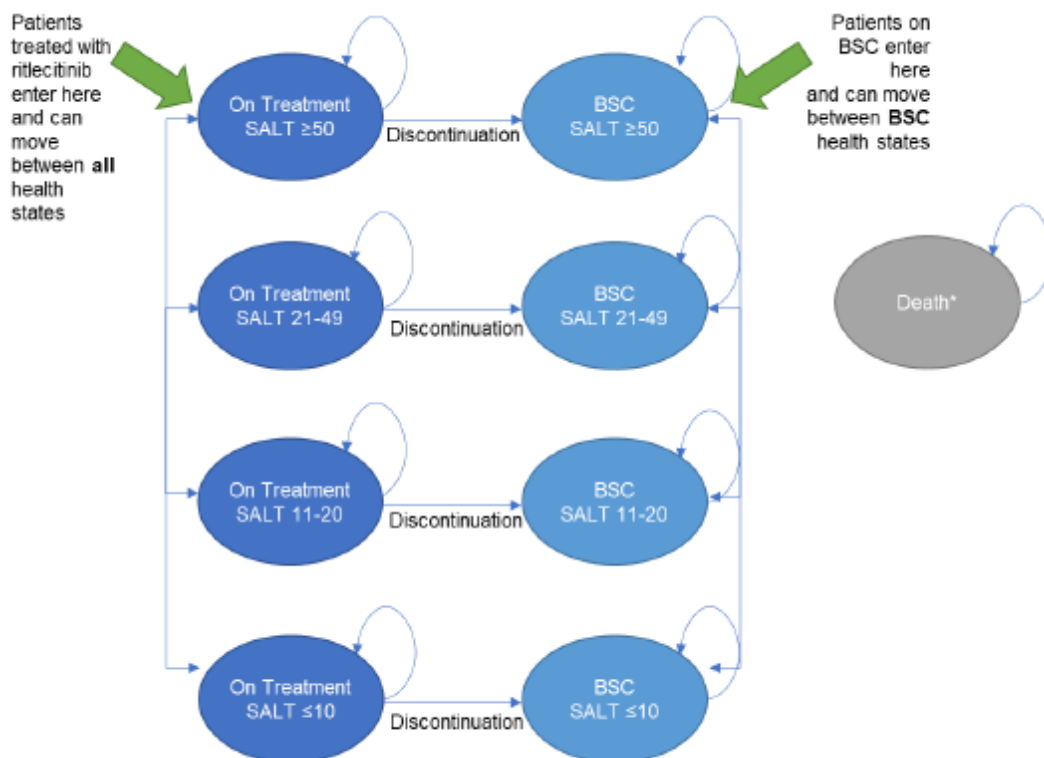 Patients
treated with
ritlecitinib
enter here
and can
move
between all
health
states
On Treatment
SALT ≥50
Discontinuation
BSC
SALT ≥50
Patients on
BSC enter
here
and can move
between BSC
health states
On Treatment
SALT 21-49
Discontinuation
BSC
SALT 21-49
Death*
On Treatment
SALT 11-20
Discontinuation
BSC
SALT 11-20
On Treatment
SALT ≤10
Discontinuation
BSC
SALT ≤10